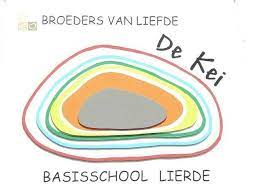 BROEDERS VAN LIEFDE
De Kei
BASISSCHOOL LIERDE